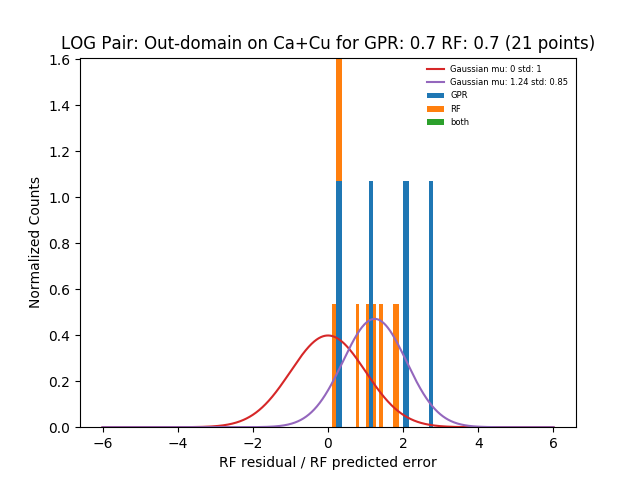 LOG Pair: Out-domain on Ca+Cu for GPR: 0.7 RF: 0.7 (21 points)
Gaussian mu: 0 std: 1
Gaussian mu: 1.24 std: 0.85
GPR
RF
both
Normalized Counts
1.6
1.4
1.2
1.0
0.8
0.6
0.4
0.2
0.0
−6
−4
−2
0
2
4
6
RF residual / RF predicted error